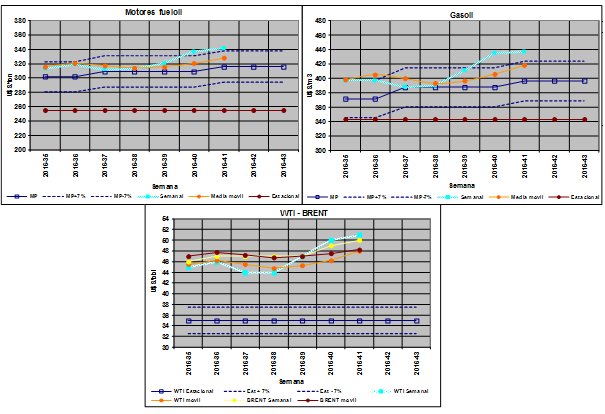 Motores fueloil
US$/ton
380
360
340
320
300
280
260
240
220
200
2016-35
2016-36
2016-37
2016-38
2016-39
2016-40
2016-41
2016-42
2016-43
Semana
MP
MP+7%
MP-7%
Semanal
Media movil
Estacional
Gasoil
US$/m3
480
460
440
420
400
380
360
340
320
300
2016-35
2016-36
2016-37
2016-38
2016-39
2016-40
2016-41
2016-42
2016-43
Semana
MP
MP+7%
MP-7%
Semanal
Media movil
Estacional
WTI - BRENT
US$/bbl
64
62
60
58
56
54
52
50
48
46
44
42
40
38
36
34
32
30
2016-35
2016-36
2016-37
2016-38
2016-39
2016-40
2016-41
2016-42
2016-43
Semana
WTI Estacional
Est + 7%
Est - 7%
WTI Semanal
WTI movil
BRENT Semanal
BRENT movil